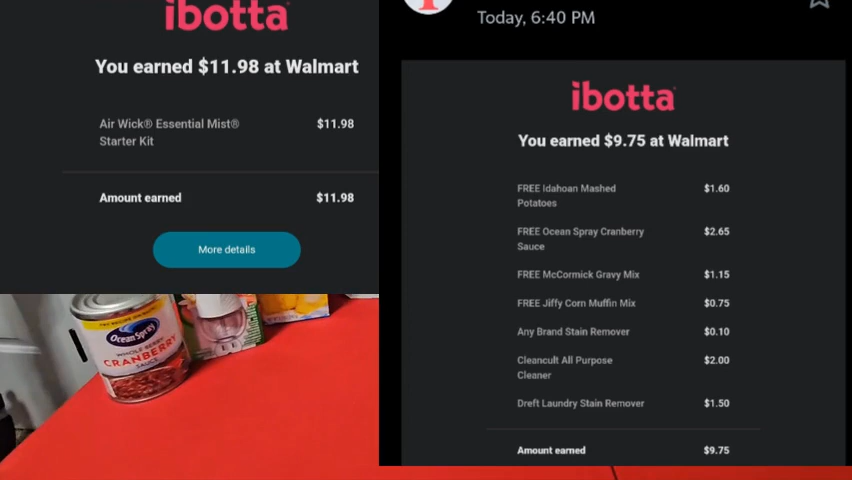 ibotta
You earned $11.98 at Walmart
Air Wick® Essential Mist® $11.98
Starter Kit
Amount earned $11.98
More details
Today, 6:40 PM
ibotta
You earned $9.75 at Walmart
FREE Idahoan Mashed $1.60
Potatoes
FREE Ocean Spray Cranberry $2.65
Sauce
FREE McCormick Gravy Mix $1.15
FREE Jiffy Corn Muffin Mix $0.75
Any Brand Stain Remover $0.10
Cleancult All Purpose $2.00
Cleaner
Dreft Laundry Stain Remover $1.50
Amount earned $9.75
Ocean Spray
WHOLE BERRY
CRANBERRY
SAUCE